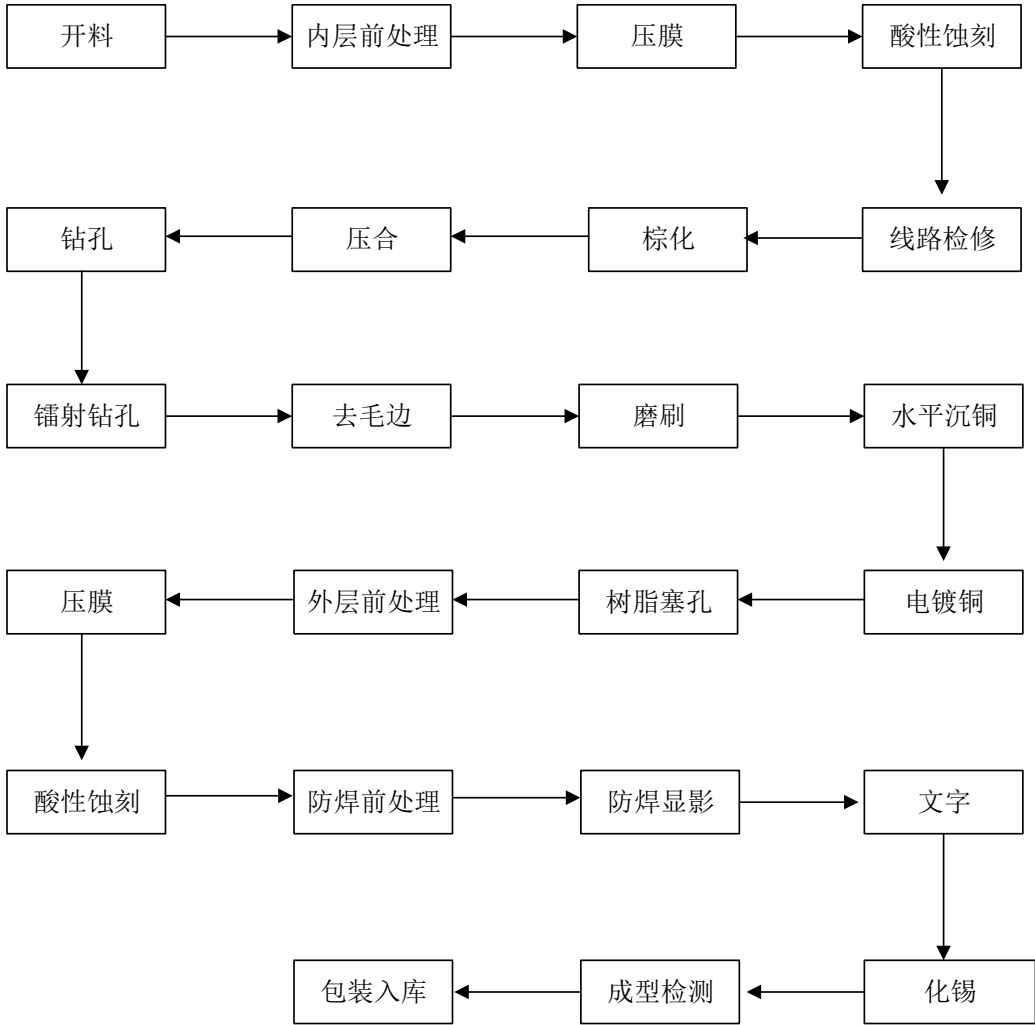 开料
内层前处理
压膜
酸性蚀刻
钻孔
压合
棕化
线路检修
镭射钻孔
去毛边
磨刷
水平沉铜
压膜
外层前处理
树脂塞孔
电镀铜
酸性蚀刻
防焊前处理
防焊显影
文字
包装入库
成型检测
化锡